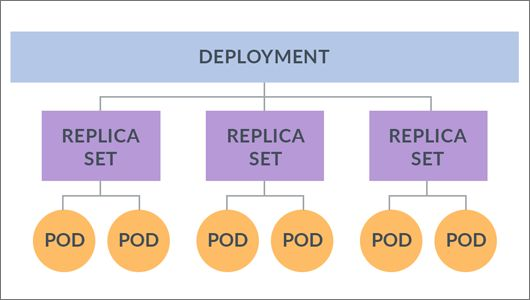 DEPLOYMENT
REPLICA
SET
REPLICA
SET
REPLICA
SET
POD
POD
POD
POD
POD
POD